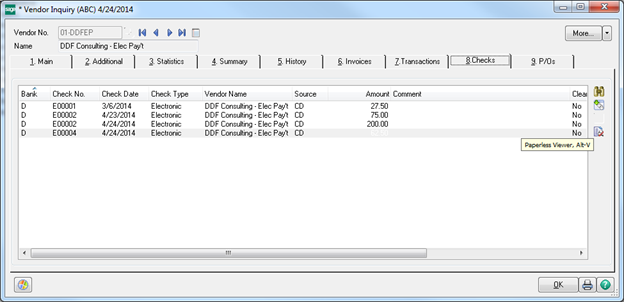 sage * Vendor Inquiry (ABC) 4/24/2014
Vendor No. 01-DDFEP More...
Name DDF Consulting - Elec Pay't
1. Main 2. Additional 3. Statistics 4. Summary 5. History 6. Invoices 7. Transactions 8. Checks 9. P/Os
Bank Check No. Check Date Check Type Vendor Name Source Amount Comment Clea
D E00001 3/6/2014 Electronic DDF Consulting - Elec Pay't CD 27.50 No
D E00002 4/23/2014 Electronic DDF Consulting - Elec Pay't CD 75.00 No
D E00002 4/24/2014 Electronic DDF Consulting - Elec Pay't CD 200.00 No
D E00004 4/24/2014 Electronic DDF Consulting - Elec Pay't CD No
Paperless Viewer, Alt-V
OK